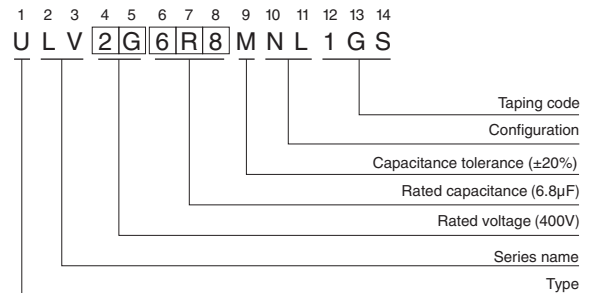 1 2 3 4 5 6 7 8 9 10 11 12 13 14
U L V 2 G 6 R 8 M N L 1 G S
Taping code
Configuration
Capacitance tolerance (±20%)
Rated capacitance (6.8µF)
Rated voltage (400V)
Series name
Type